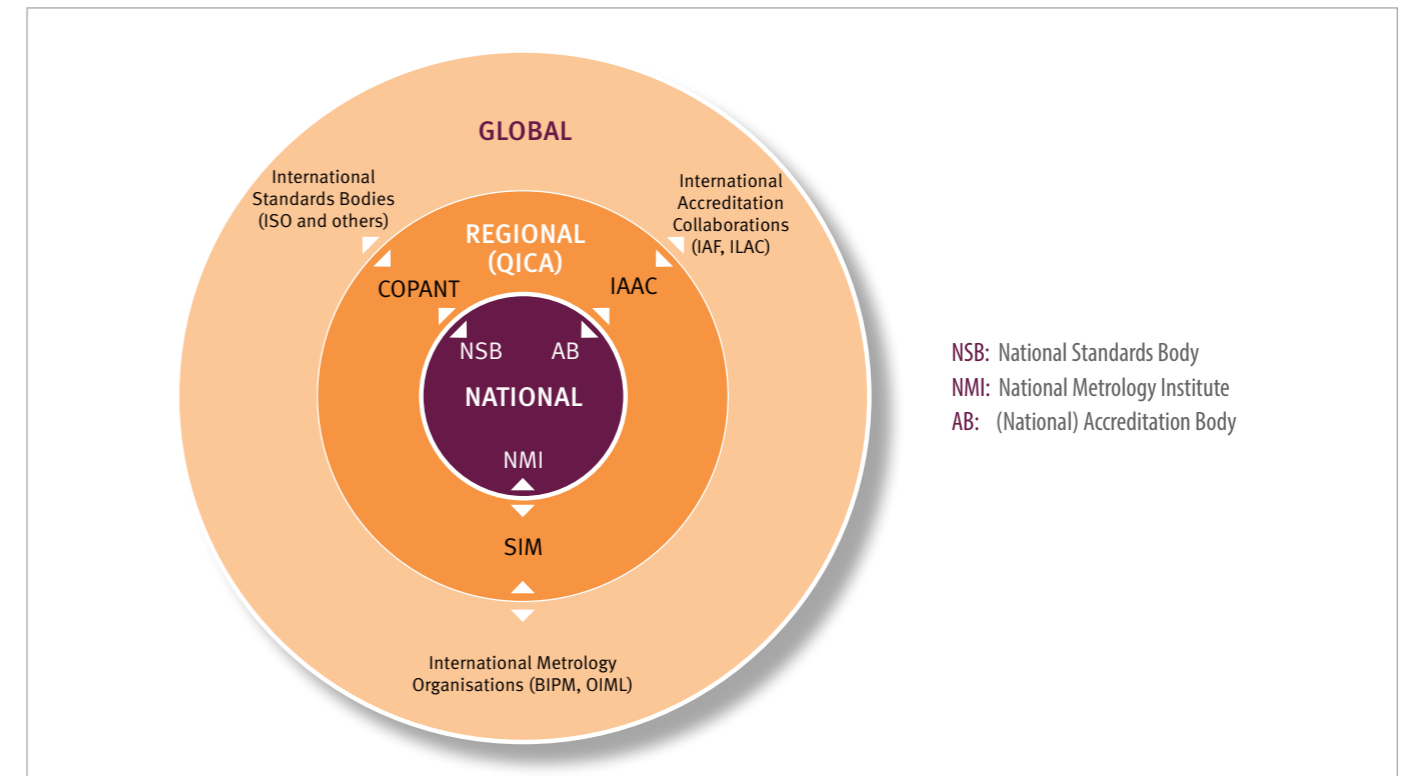 GLOBAL
International
Standards Bodies
(ISO and others)
International
Accreditation
Collaborations
(IAF, ILAC)
REGIONAL
(QICA)
COPANT
IAAC
NSB
AB
NATIONAL
NMI
SIM
International Metrology
Organisations (BIPM, OIML)
NSB: National Standards Body
NMI: National Metrology Institute
AB: (National) Accreditation Body